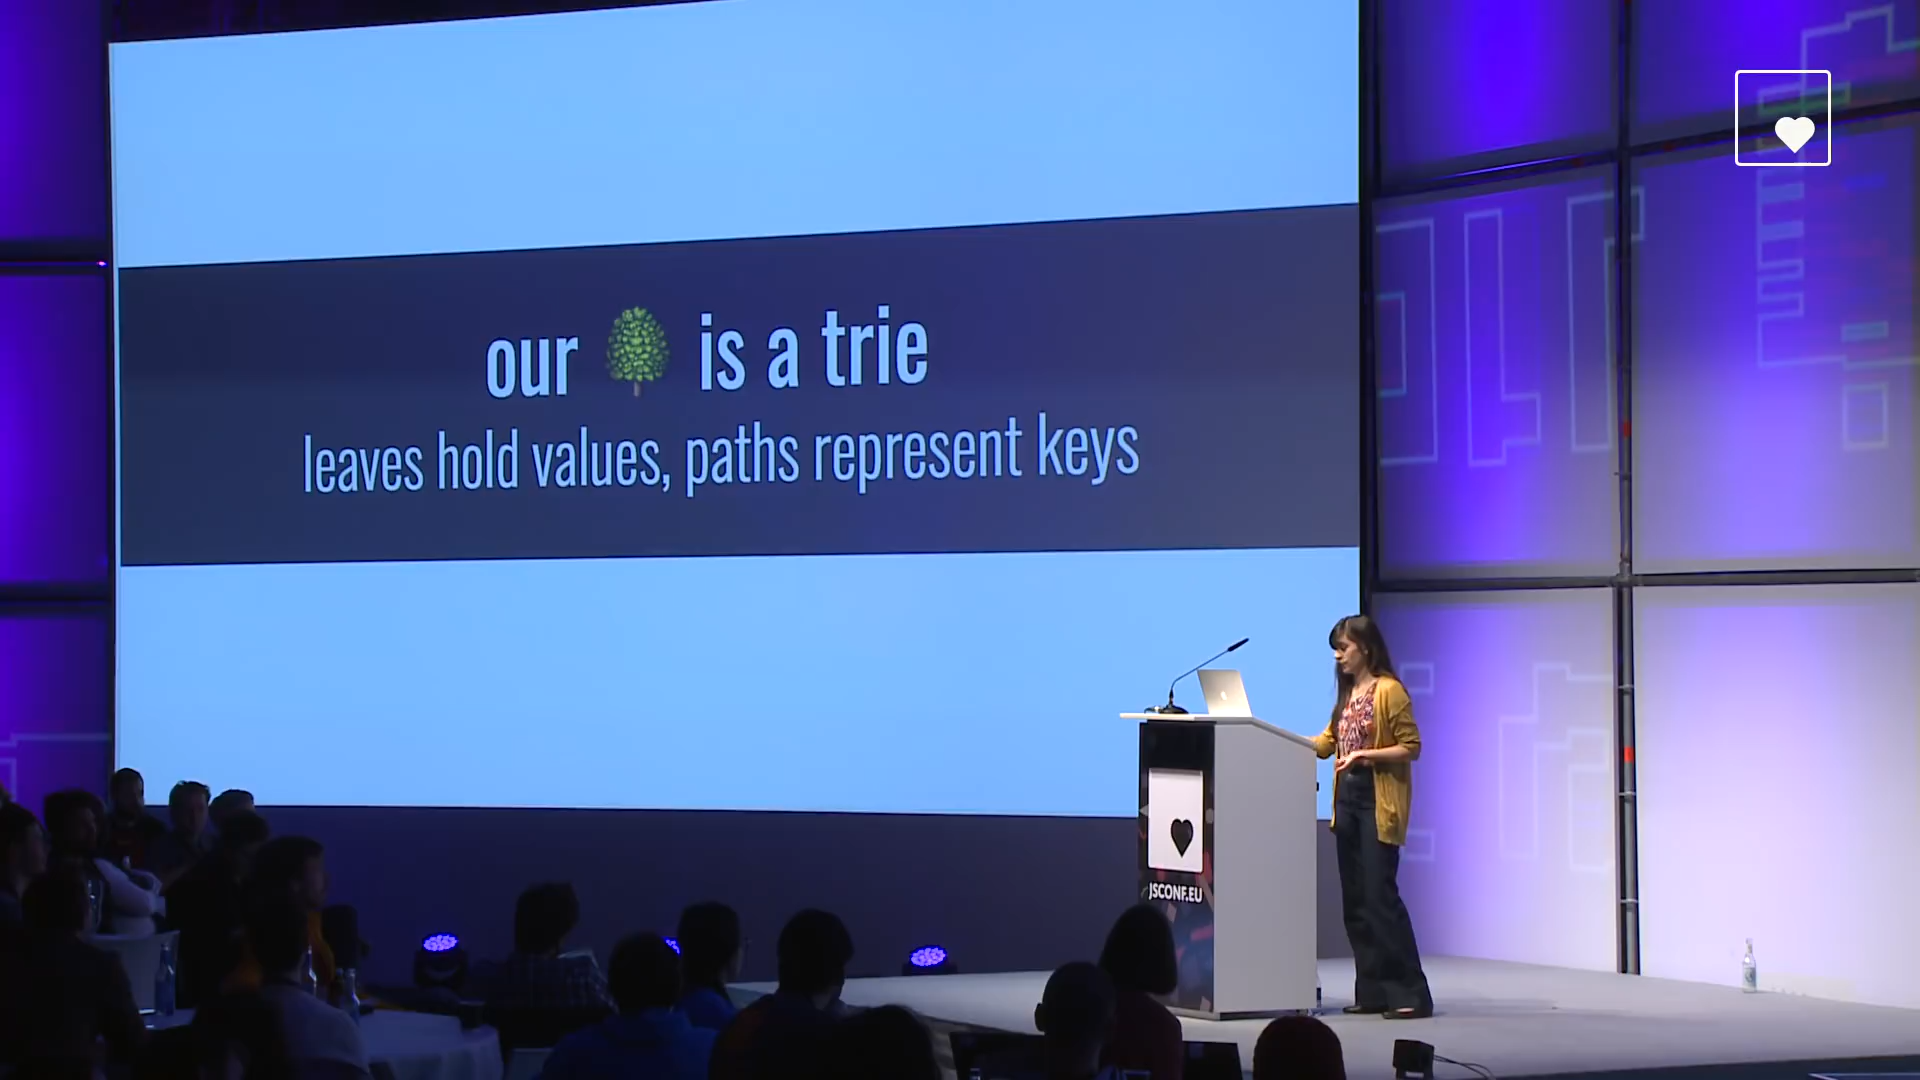 our 🌳 is a trie
leaves hold values, paths represent keys
JSCONF.EU